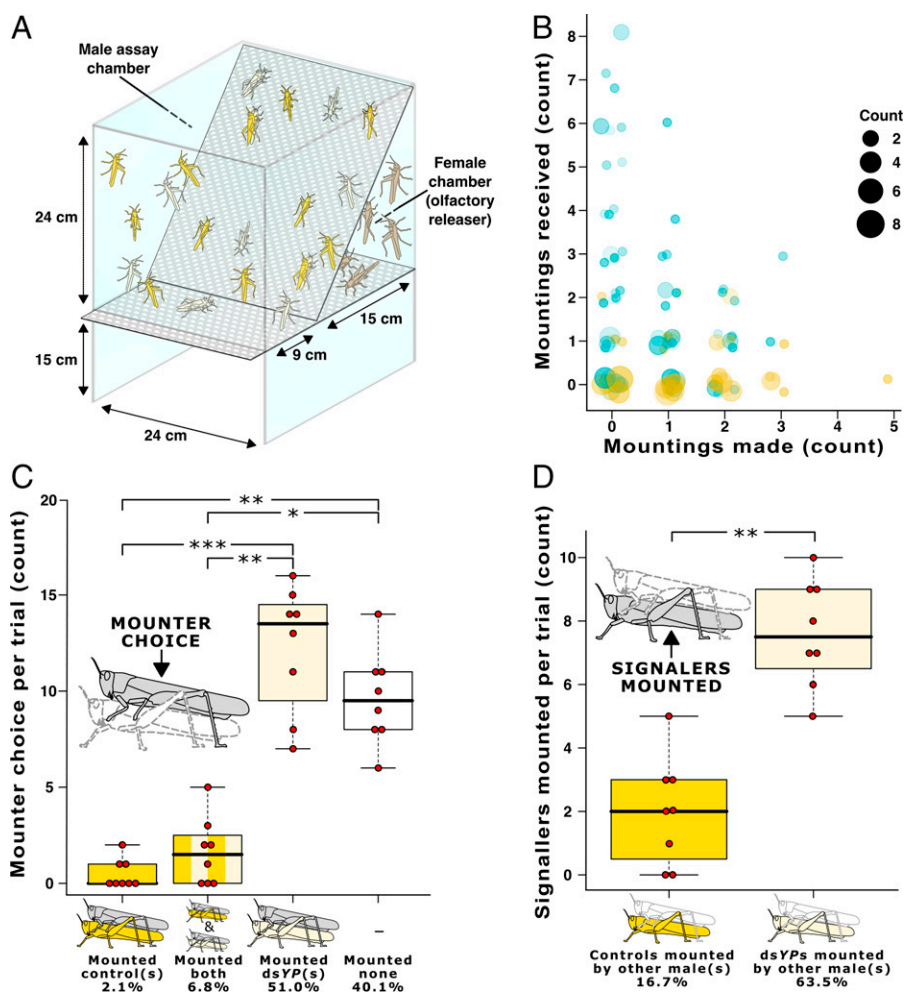 A
Male assay
chamber
24 cm
Female
chamber
(olfactory
releaser)
15 cm
9 cm
15 cm
24 cm
B
Mountings received (count)
8
7
6
5
4
3
2
1
0
0 1 2 3 4 5
Mountings made (count)
Count
2
4
6
8
C
Mounter choice per trial (count)
20
15
10
5
0
**
*
***
**
MOUNTER
CHOICE
&
–
Mounted
control(s)
2.1%
Mounted
both
6.8%
Mounted
dsYP(s)
51.0%
Mounted
none
40.1%
D
Signallers mounted per trial (count)
10
8
6
4
2
0
**
SIGNALERS
MOUNTED
Controls mounted
by other male(s)
16.7%
dsYPs mounted
by other male(s)
63.5%